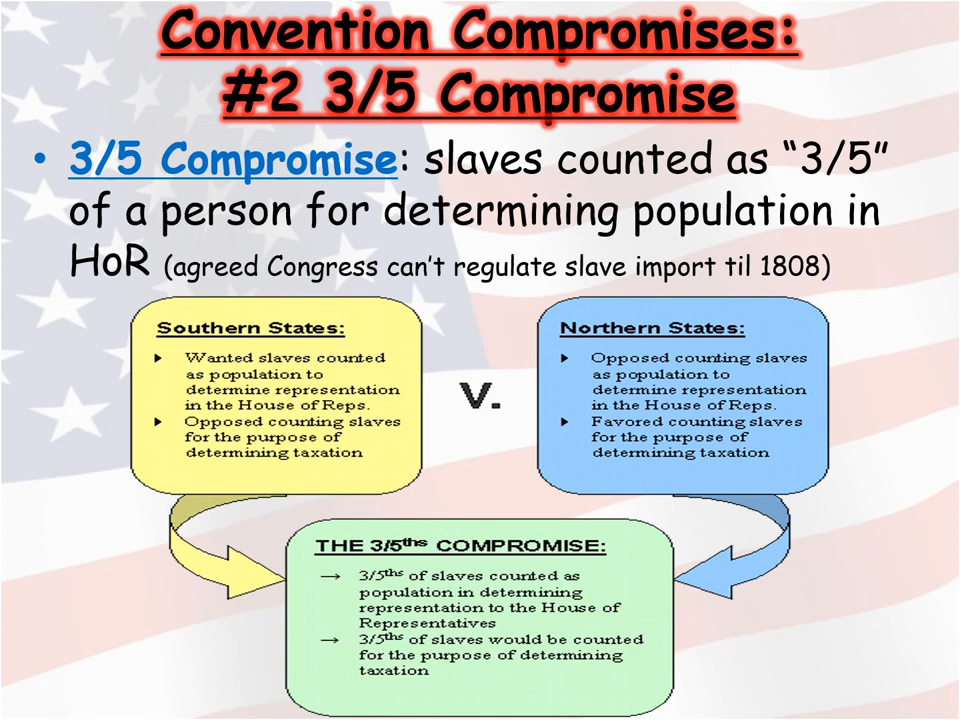 Convention Compromises:
#2 3/5 Compromise
• 3/5 Compromise: slaves counted as “3/5”
of a person for determining population in
HoR (agreed Congress can’t regulate slave import til 1808)
Southern States:
Wanted slaves counted
as population to
determine representation
in the House of Reps.
Opposed counting slaves
for the purpose of
determining taxation
v.
Northern States:
Opposed counting slaves
as population to
determine representation
in the House of Reps.
Favored counting slaves
for the purpose of
determining taxation
THE 3/5ths COMPROMISE:
→ 3/5ths of slaves counted as
population in determining
representation to the House of
Representatives
→ 3/5ths of slaves would be counted
for the purpose of determining
taxation